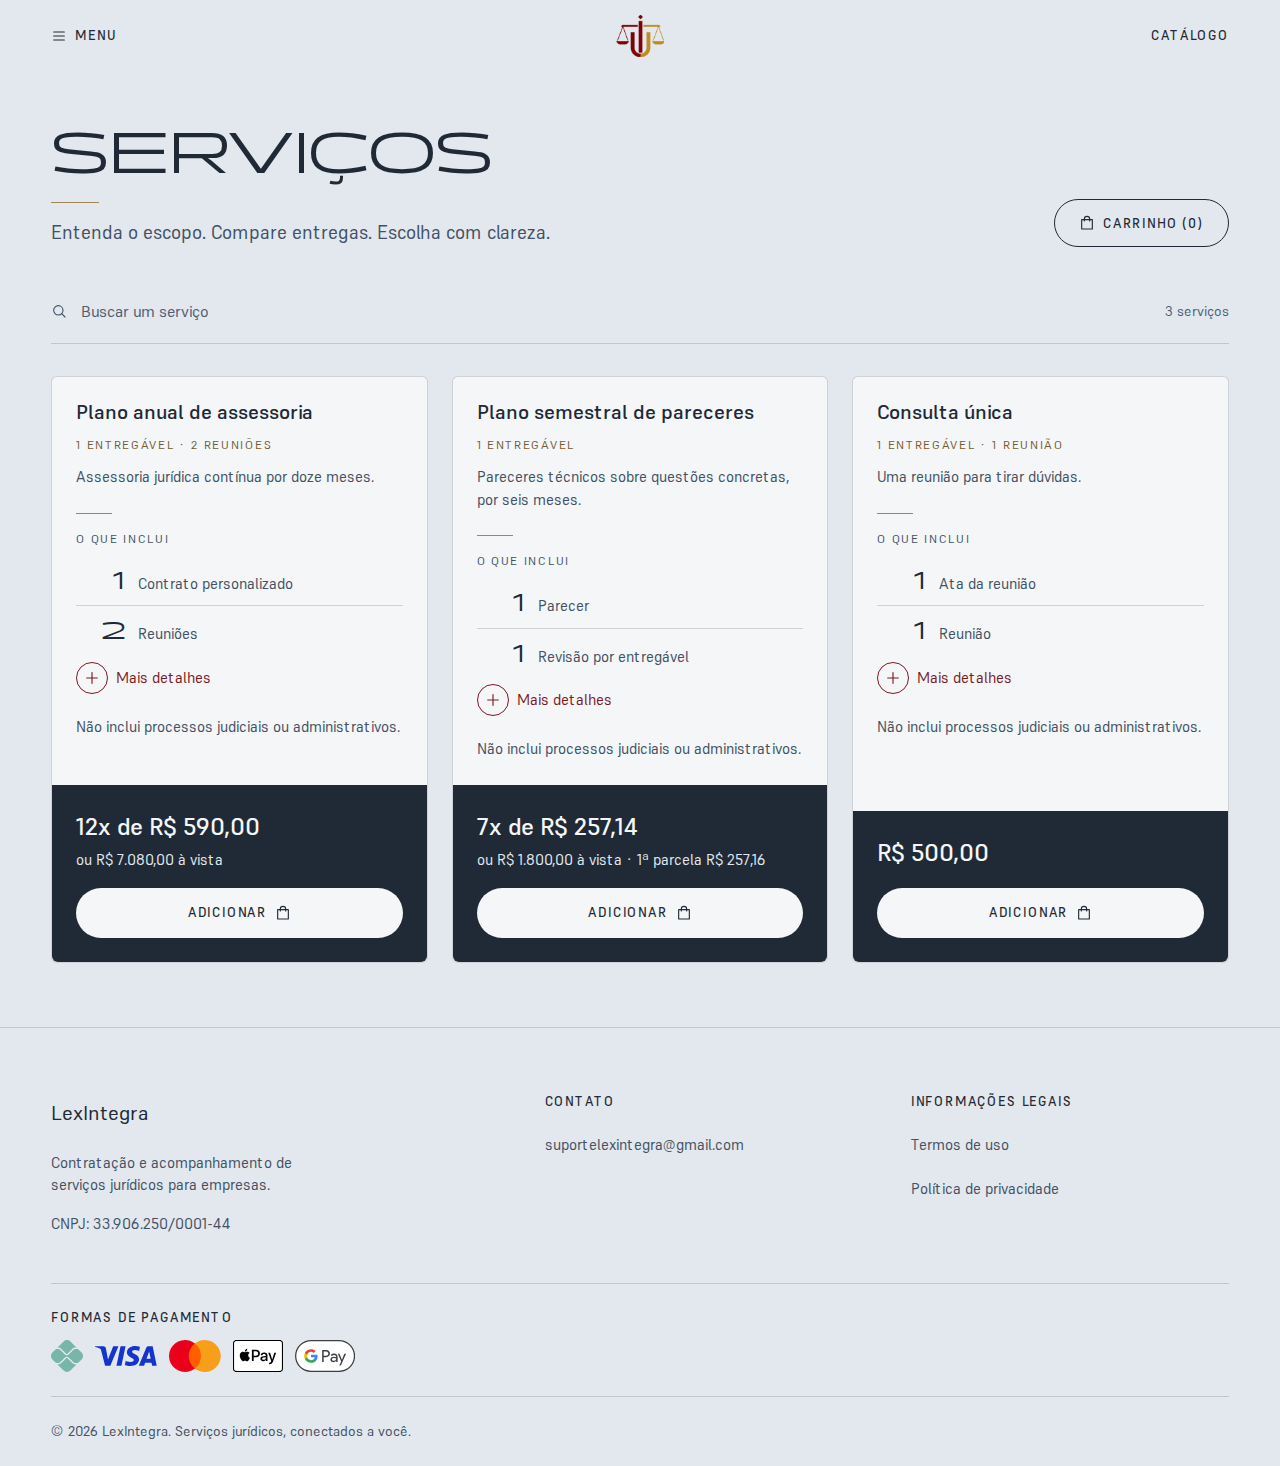 MENU
CATÁLOGO
SERVIÇOS
Entenda o escopo. Compare entregas. Escolha com clareza.
CARRINHO (0)
Buscar um serviço
3 serviços
Plano anual de assessoria
1 ENTREGÁVEL · 2 REUNIÕES
Assessoria jurídica contínua por doze meses.
O QUE INCLUI
1 Contrato personalizado
2 Reuniões
Mais detalhes
Não inclui processos judiciais ou administrativos.
12x de R$ 590,00
ou R$ 7.080,00 à vista
ADICIONAR
Plano semestral de pareceres
1 ENTREGÁVEL
Pareceres técnicos sobre questões concretas,
por seis meses.
O QUE INCLUI
1 Parecer
1 Revisão por entregável
Mais detalhes
Não inclui processos judiciais ou administrativos.
7x de R$ 257,14
ou R$ 1.800,00 à vista · 1ª parcela R$ 257,16
ADICIONAR
Consulta única
1 ENTREGÁVEL · 1 REUNIÃO
Uma reunião para tirar dúvidas.
O QUE INCLUI
1 Ata da reunião
1 Reunião
Mais detalhes
Não inclui processos judiciais ou administrativos.
R$ 500,00
ADICIONAR
LexIntegra
Contratação e acompanhamento de
serviços jurídicos para empresas.
CNPJ: 33.906.250/0001-44
CONTATO
suportelexintegra@gmail.com
INFORMAÇÕES LEGAIS
Termos de uso
Política de privacidade
FORMAS DE PAGAMENTO
VISA
Pay
G Pay
© 2026 LexIntegra. Serviços jurídicos, conectados a você.